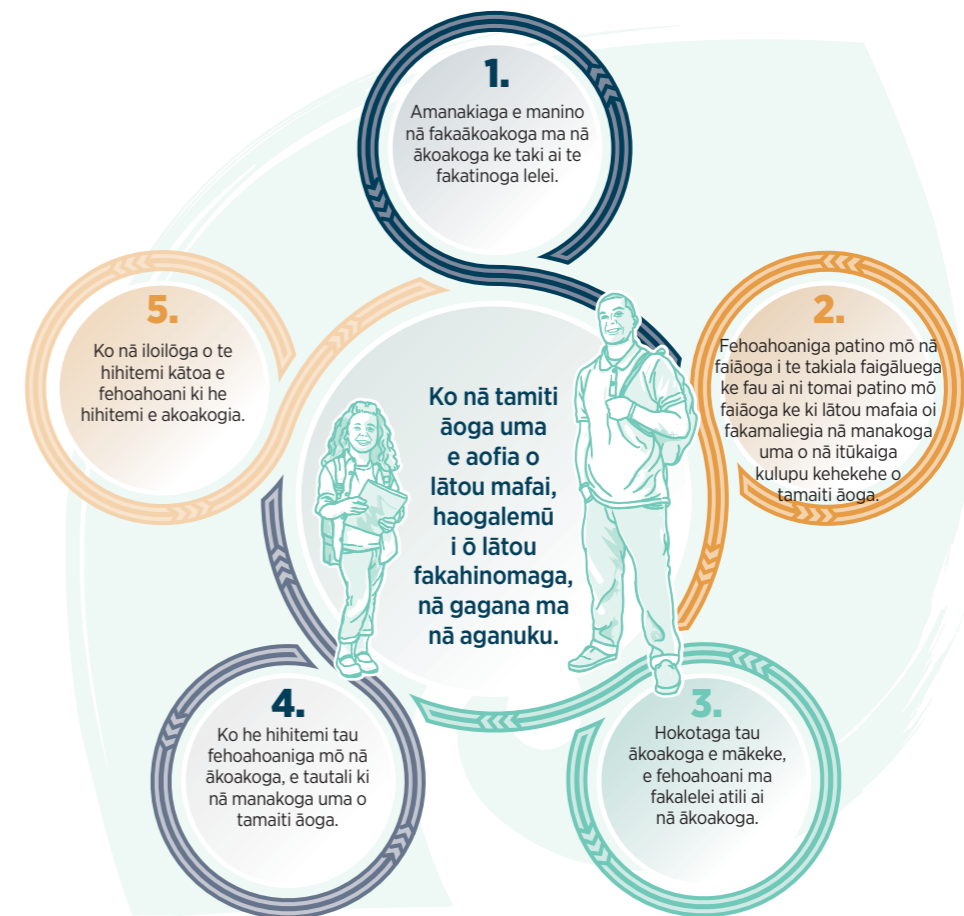 1.
Amanakiaga e manino
nā fakaākoakoga ma nā
ākoakoga ke taki ai te
fakatinoga lelei.
2.
Fehoahoaniga patino mō nā
faiāoga i te takiala faigāluega
ke fau ai ni tomai patino mō
faiāoga ke ki lātou mafaia oi
fakamaliegia nā manakoga
uma o nā itūkaiga
kulupu kehekehe o
tamaiti āoga.
3.
Hokotaga tau
ākoakoga e mākeke,
e fehoahoani ma
fakalelei atili ai
nā ākoakoga.
4.
Ko he hihitemi tau
fehoahoaniga mō nā
ākoakoga, e tautali ki
nā manakoga uma o
tamaiti āoga.
5.
Ko nā iloilōga o te
hihitemi kātoa e
fehoahoani ki he
hihitemi e akoakogia.
Ko nā tamiti
āoga uma
e aofia o
lātou mafai,
haogalemū
i ō lātou
fakahinomaga,
nā gagana ma
nā aganuku.